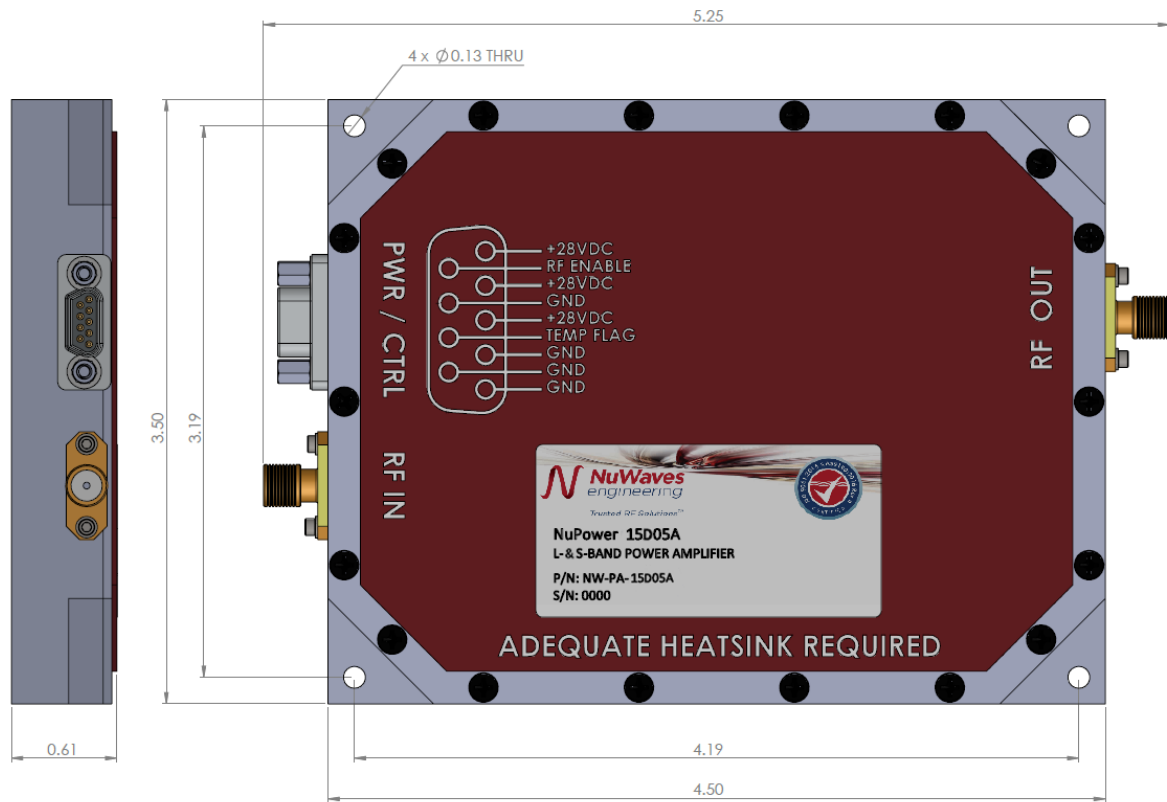 5.25
4 x Ø0.13 THRU
3.50
3.19
PWR / CTRL
+28VDC
RF ENABLE
+28VDC
GND
+28VDC
TEMP FLAG
GND
GND
GND
RF IN
RF OUT
NuWaves
engineering
Trusted RF Solutions™
NuPower 15D05A
L- & S-BAND POWER AMPLIFIER
P/N: NW-PA-15D05A
S/N: 0000
ADEQUATE HEATSINK REQUIRED
0.61
4.19
4.50